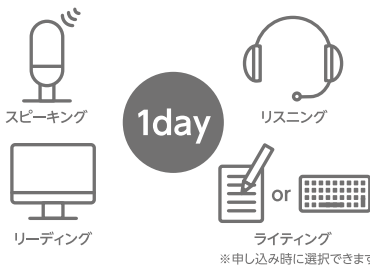 スピーキング
1day
リスニング
リーディング
or
ライティング
※申し込み時に選択できます